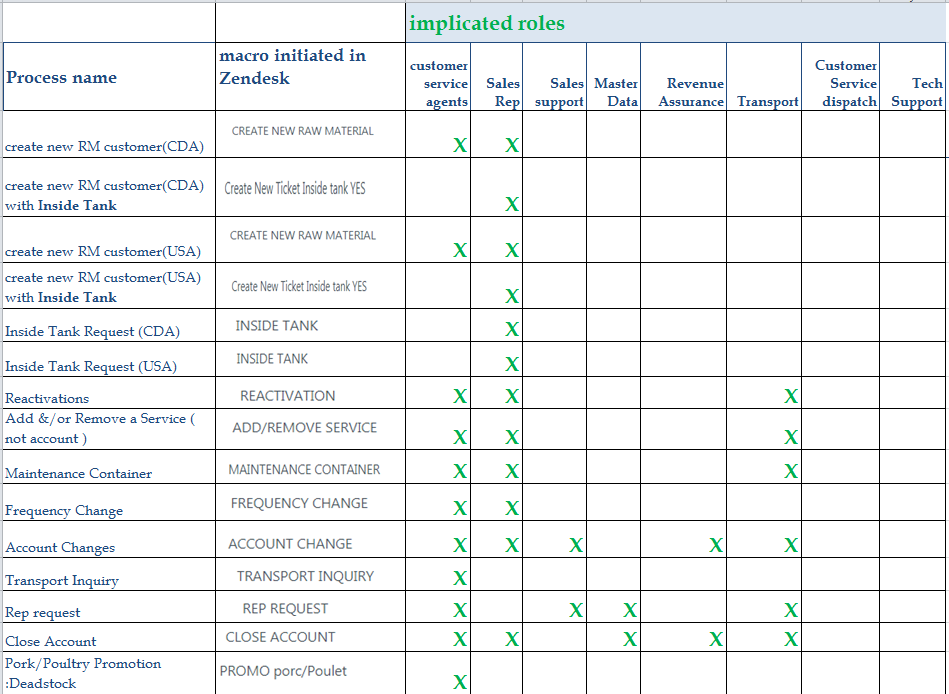 implicated roles
Process name
macro initiated in
Zendesk
customer
service
agents
Sales
Rep
Sales
support
Master
Data
Revenue
Assurance
Transport
Customer
Service
dispatch
Tech
Support
create new RM customer(CDA)
CREATE NEW RAW MATERIAL
X X
create new RM customer(CDA)
with Inside Tank
Create New Ticket Inside tank YES
X
create new RM customer(USA)
CREATE NEW RAW MATERIAL
X X
create new RM customer(USA)
with Inside Tank
Create New Ticket Inside tank YES
X
Inside Tank Request (CDA)
INSIDE TANK
X
Inside Tank Request (USA)
INSIDE TANK
X
Reactivations
REACTIVATION
X X X
Add &/or Remove a Service (
not account )
ADD/REMOVE SERVICE
X X X
Maintenance Container
MAINTENANCE CONTAINER
X X X
Frequency Change
FREQUENCY CHANGE
X X
Account Changes
ACCOUNT CHANGE
X X X X X
Transport Inquiry
TRANSPORT INQUIRY
X
Rep request
REP REQUEST
X X X X
Close Account
CLOSE ACCOUNT
X X X X X
Pork/Poultry Promotion
:Deadstock
PROMO porc/Poulet
X